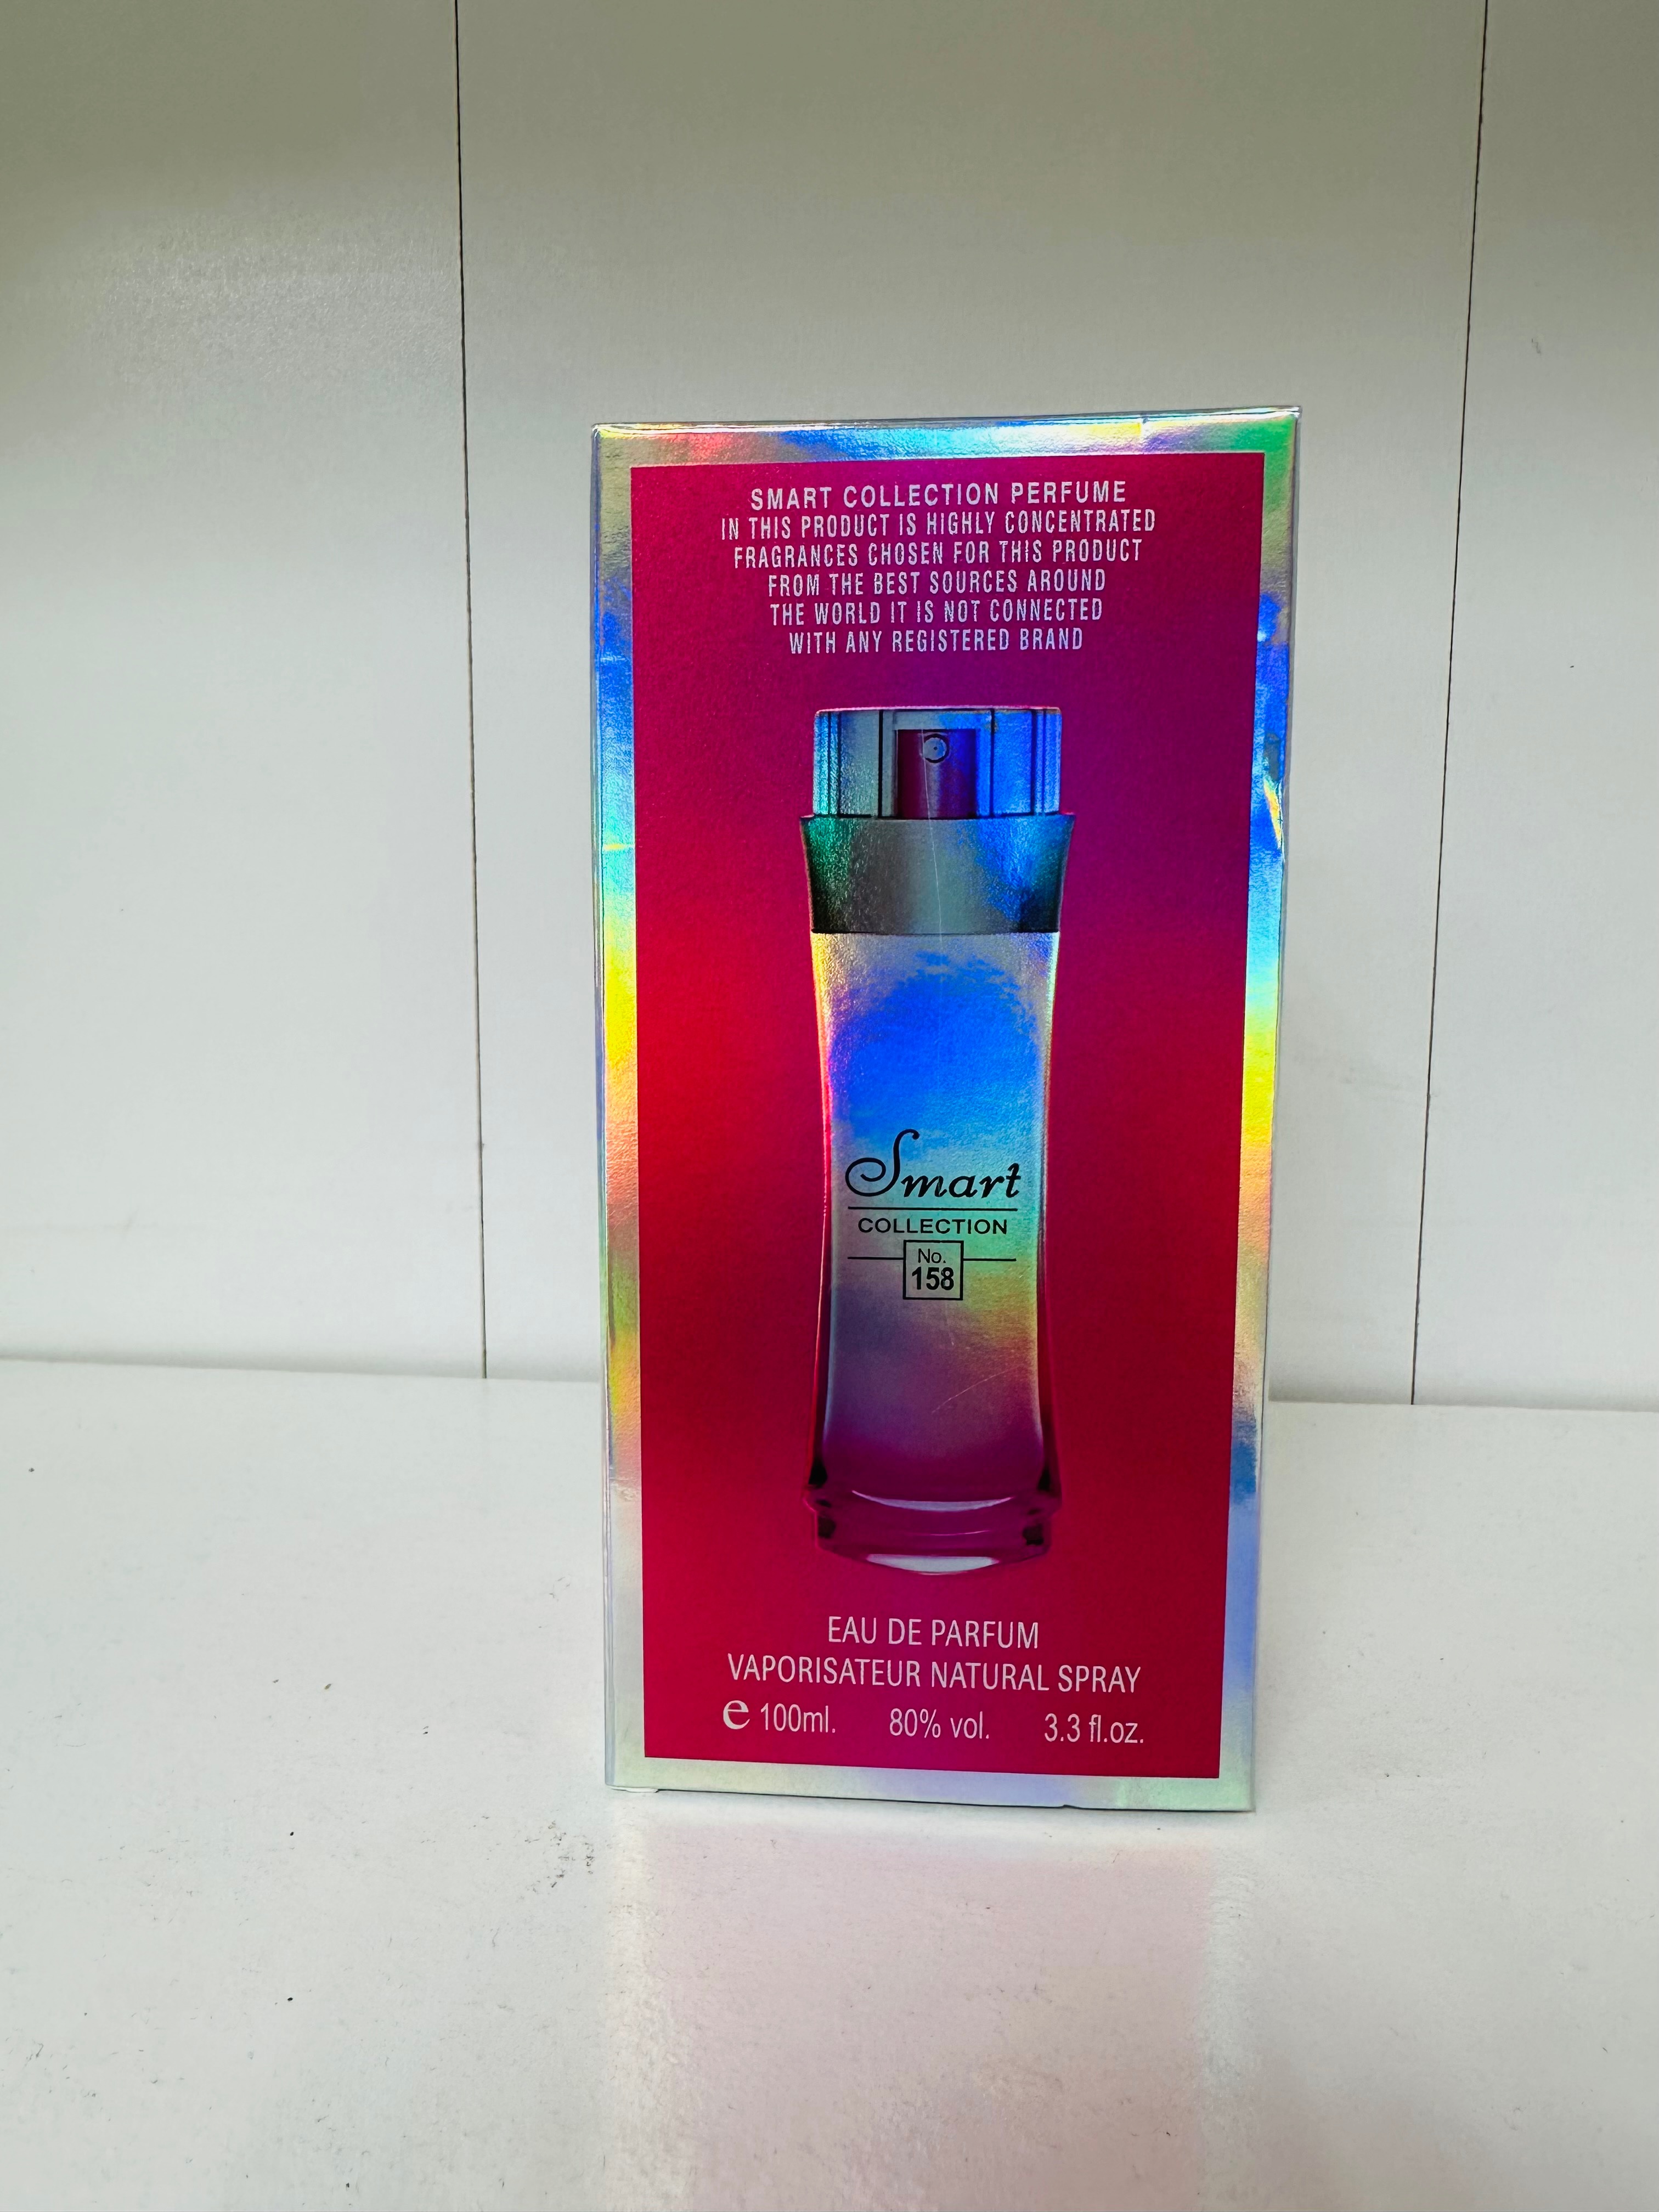 SMART COLLECTION PERFUME
IN THIS PRODUCT IS HIGHLY CONCENTRATED
FRAGRANCES CHOSEN FOR THIS PRODUCT
FROM THE BEST SOURCES AROUND
THE WORLD IT IS NOT CONNECTED
WITH ANY REGISTERED BRAND
Smart
COLLECTION
No.
158
EAU DE PARFUM
VAPORISATEUR NATURAL SPRAY
e 100ml. 80% vol. 3.3 fl.oz.